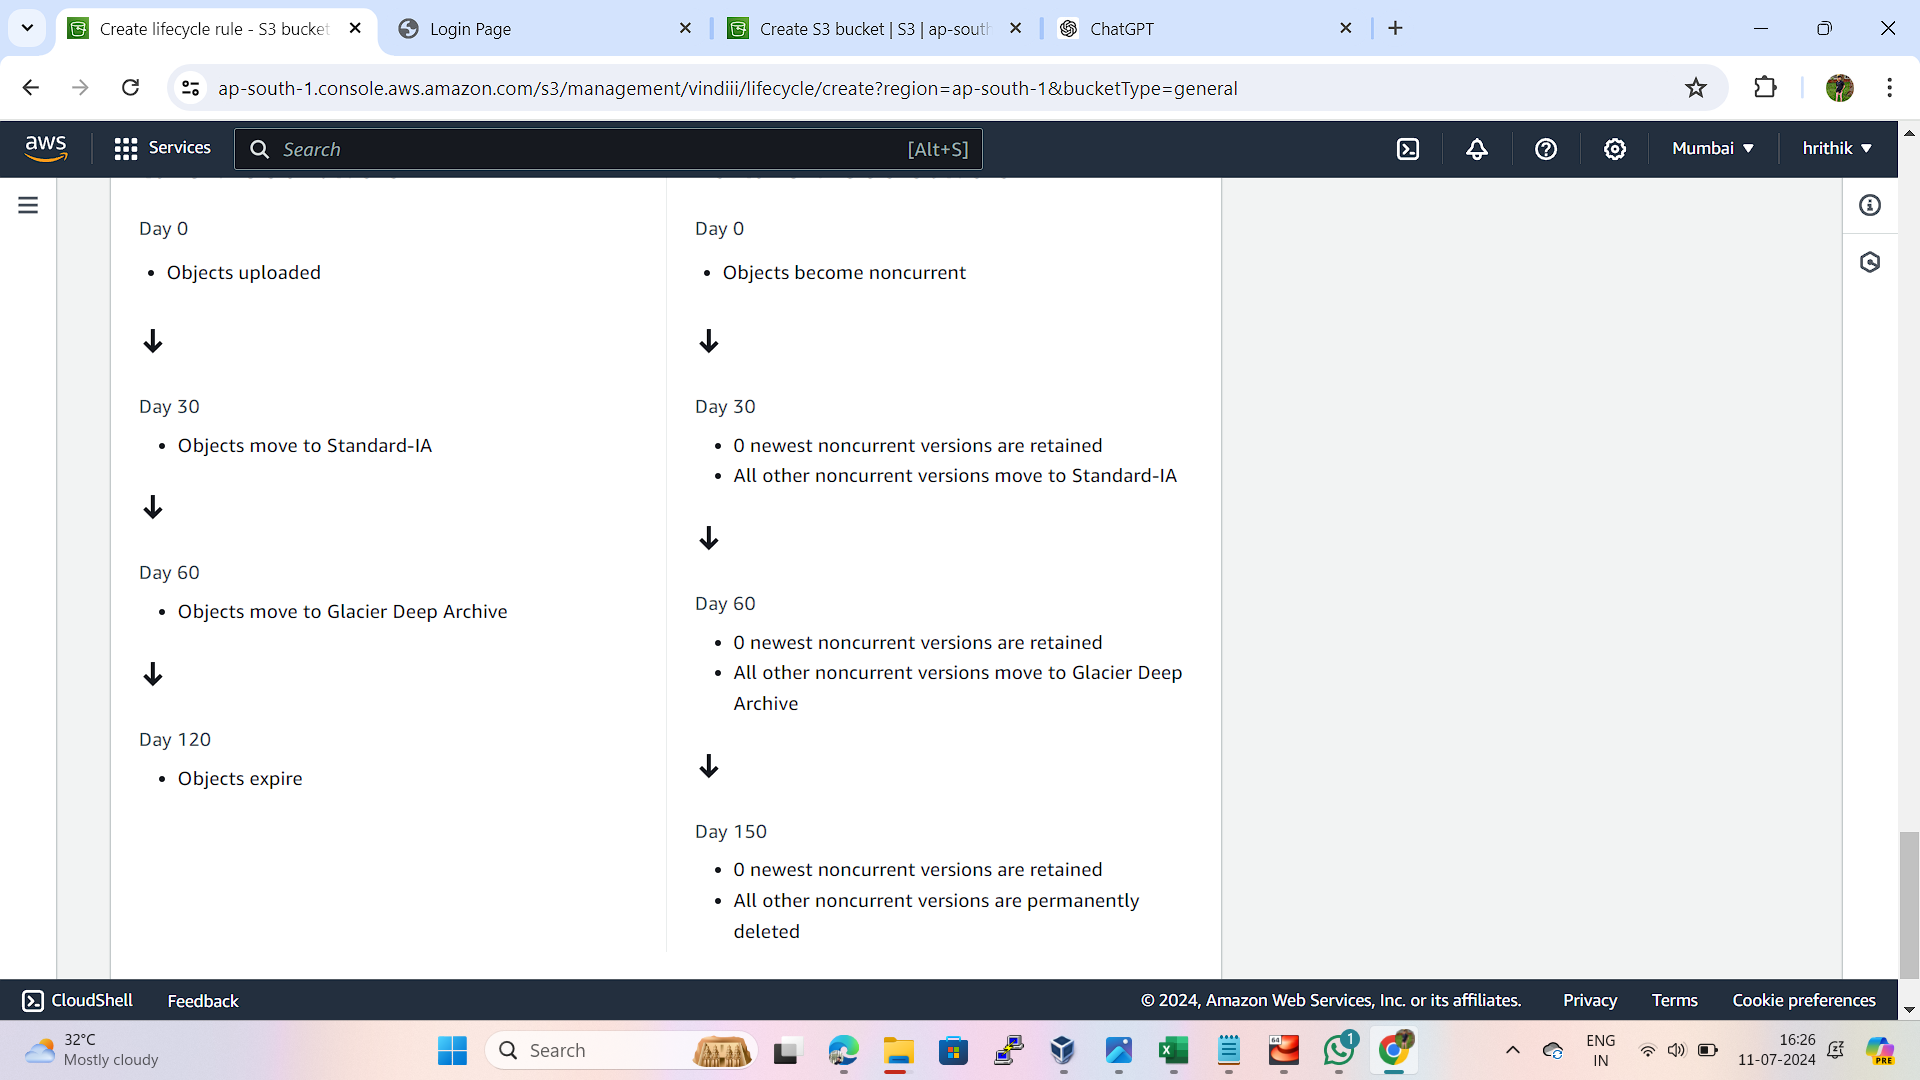 Create lifecycle rule - S3 bucket
Login Page
Create S3 bucket | S3 | ap-south
ChatGPT
ap-south-1.console.aws.amazon.com/s3/management/vindiii/lifecycle/create?region=ap-south-1&bucketType=general
aws
Services
Search
[Alt+S]
Mumbai
hrithik
Day 0
• Objects uploaded
Day 30
• Objects move to Standard-IA
Day 60
• Objects move to Glacier Deep Archive
Day 120
• Objects expire
Day 0
• Objects become noncurrent
Day 30
• 0 newest noncurrent versions are retained
• All other noncurrent versions move to Standard-IA
Day 60
• 0 newest noncurrent versions are retained
• All other noncurrent versions move to Glacier Deep
Archive
Day 150
• 0 newest noncurrent versions are retained
• All other noncurrent versions are permanently
deleted
CloudShell
Feedback
© 2024, Amazon Web Services, Inc. or its affiliates.
Privacy
Terms
Cookie preferences
32°C
Mostly cloudy
Search
64
1
ENG
IN
16:26
11-07-2024
PRE